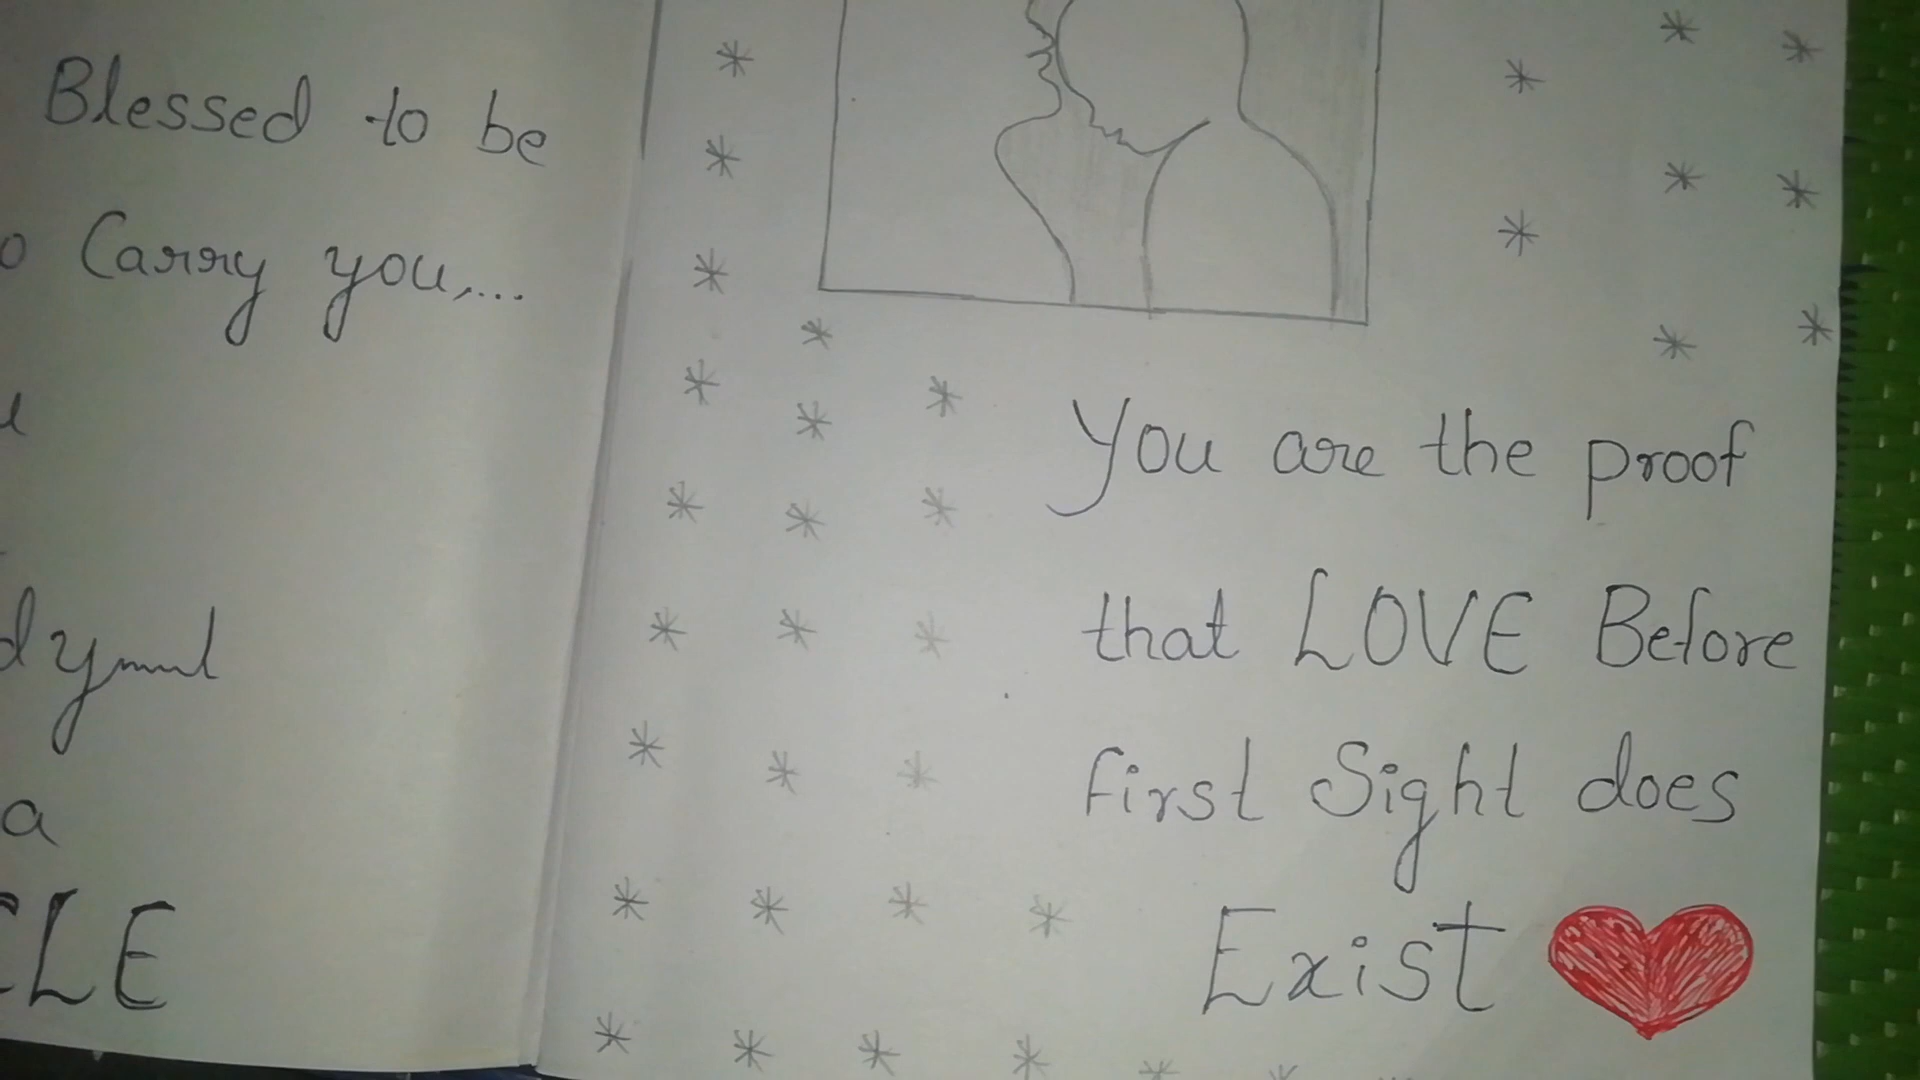 Blessed to be
Carry you,...
a
You are the proof
that LOVE Before
first Sight does
Exist